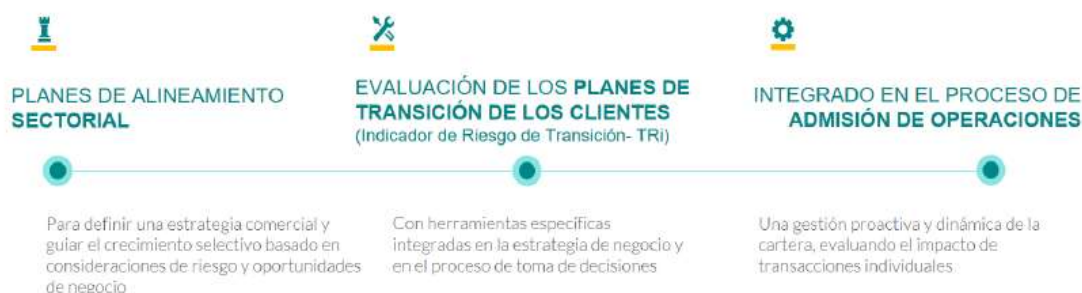 PLANES DE ALINEAMIENTO
SECTORIAL
Para definir una estrategia comercial y
guiar el crecimiento selectivo basado en
consideraciones de riesgo y oportunidades
de negocio
EVALUACIÓN DE LOS PLANES DE
TRANSICIÓN DE LOS CLIENTES
(Indicador de Riesgo de Transición- TRi)
Con herramientas específicas
integradas en la estrategia de negocio y
en el proceso de toma de decisiones
INTEGRADO EN EL PROCESO DE
ADMISIÓN DE OPERACIONES
Una gestión proactiva y dinámica de la
cartera, evaluando el impacto de
transacciones individuales